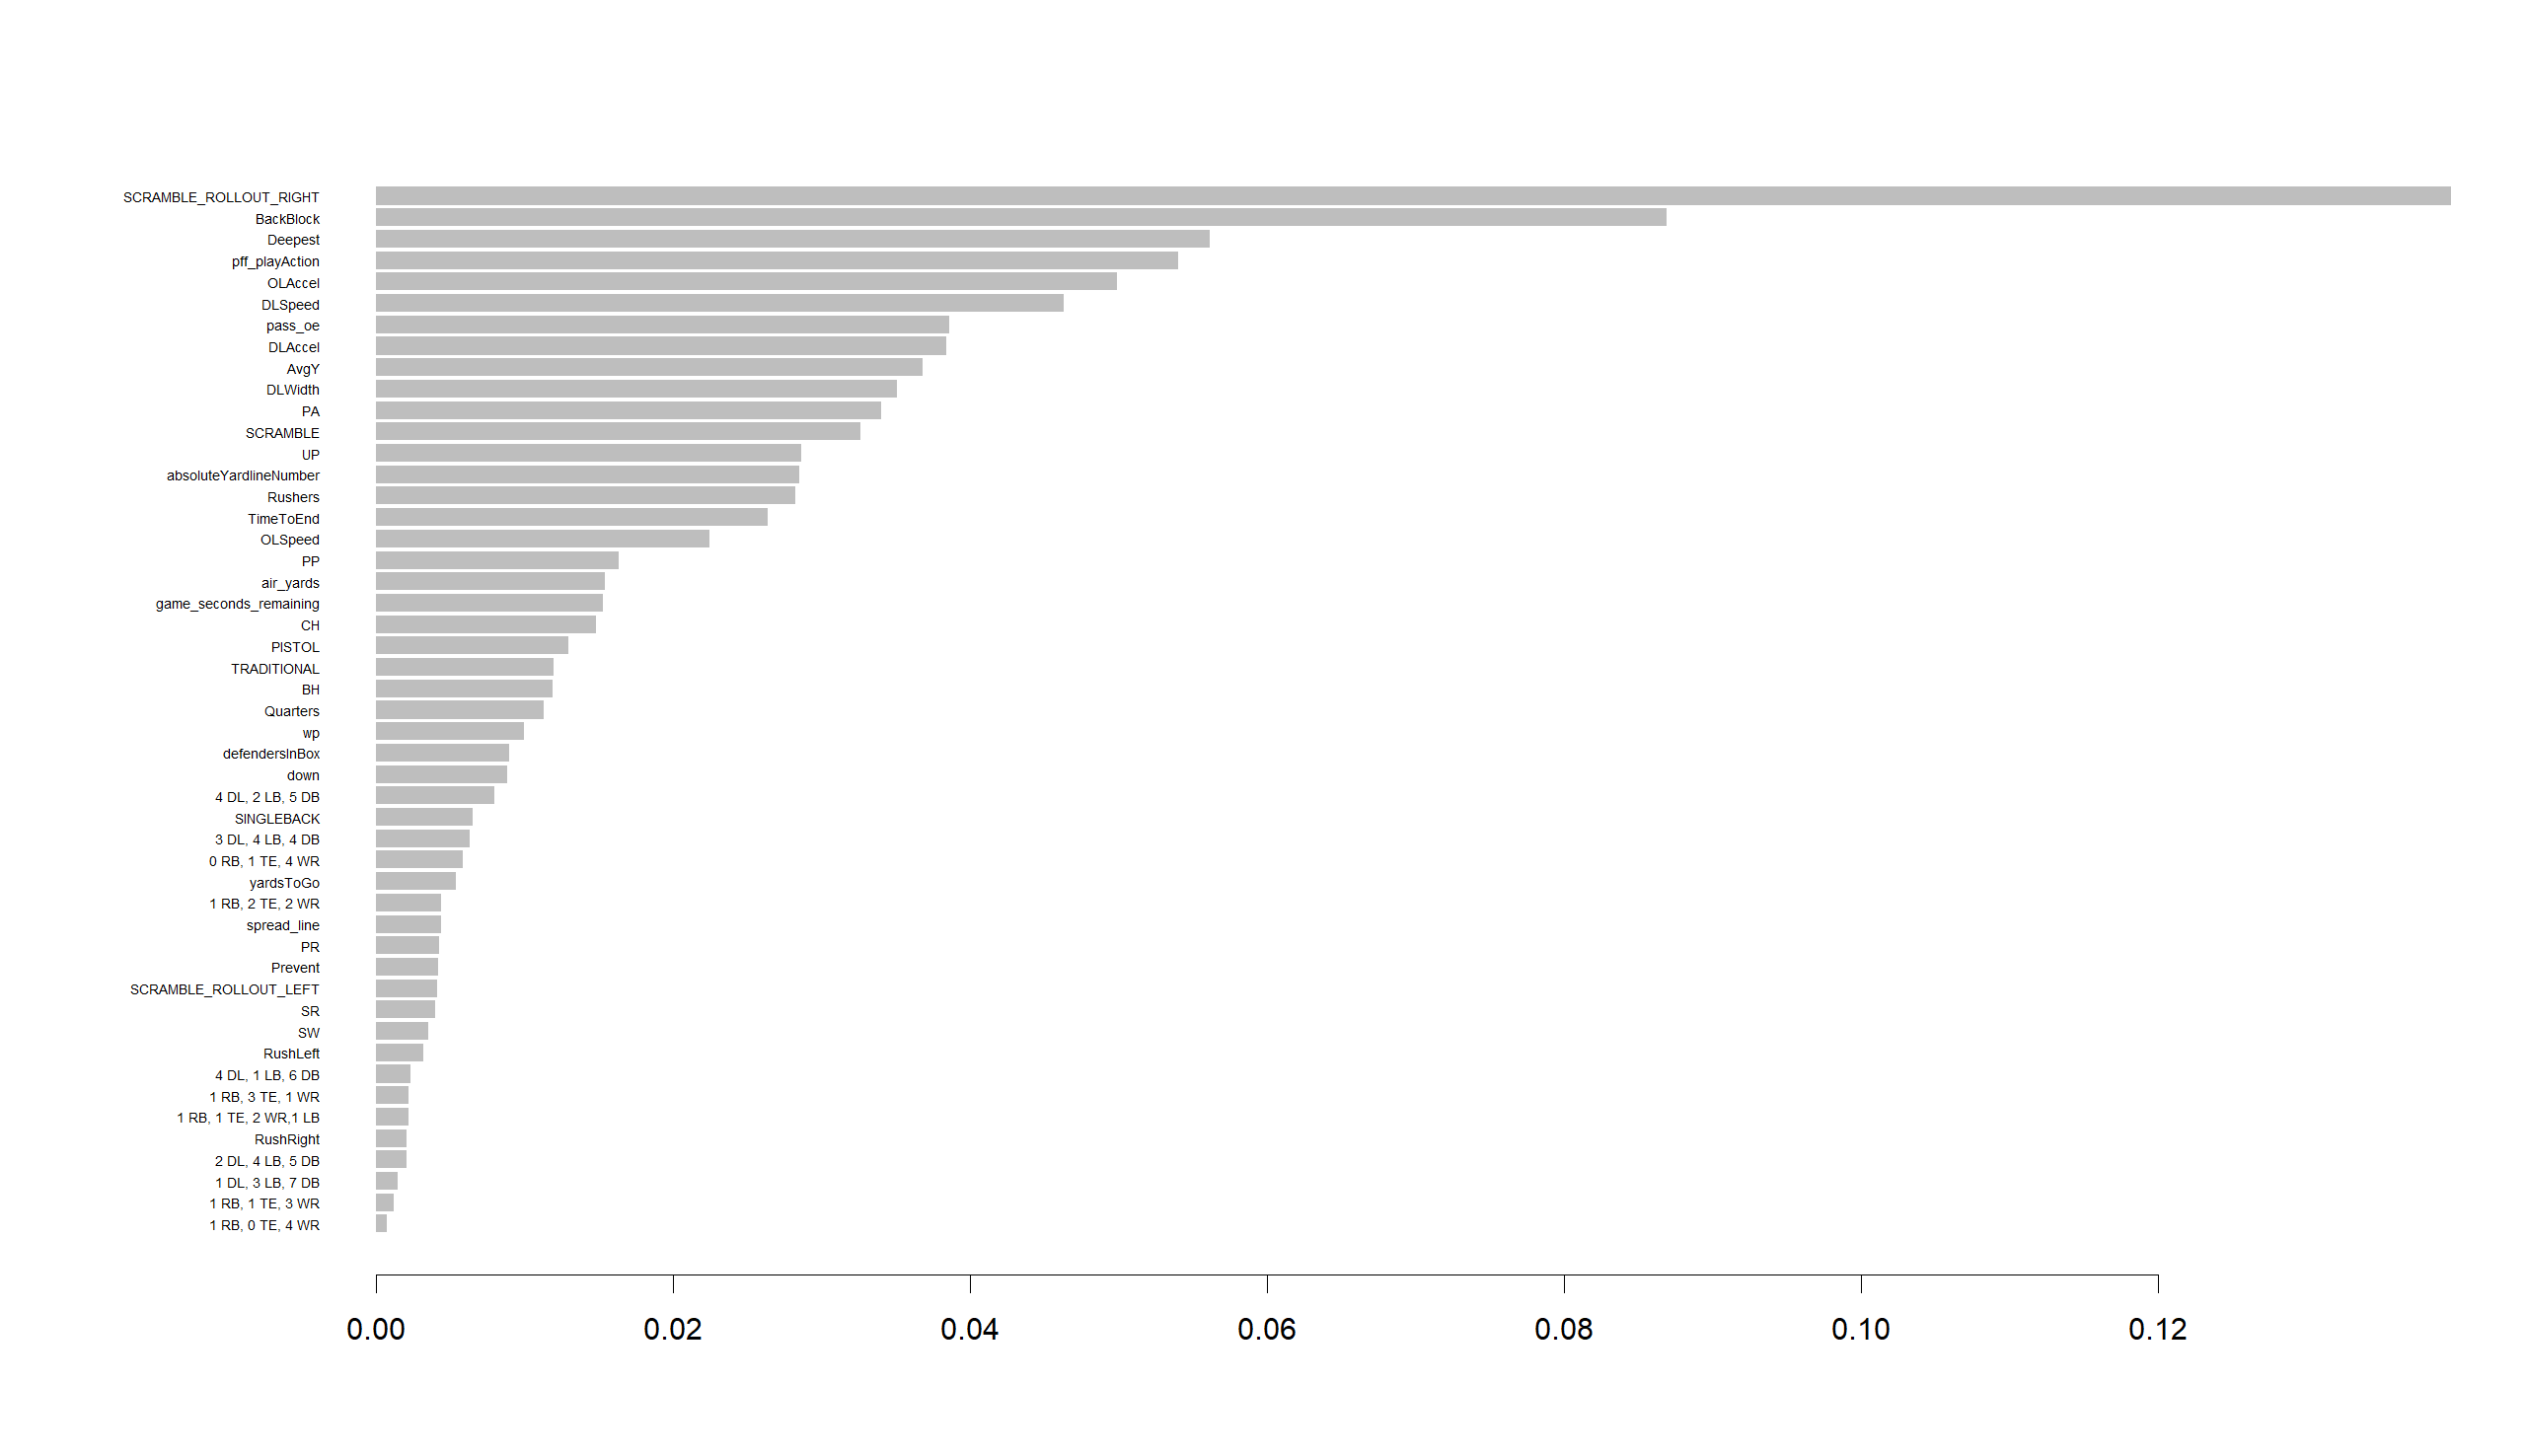 SCRAMBLE_ROLLOUT_RIGHT
BackBlock
Deepest
pff_playAction
OLAccel
DLSpeed
pass_oe
DLAccel
AvgY
DLWidth
PA
SCRAMBLE
UP
absoluteYardlineNumber
Rushers
TimeToEnd
OLSpeed
PP
air_yards
game_seconds_remaining
CH
PISTOL
TRADITIONAL
BH
Quarters
wp
defendersInBox
down
4 DL, 2 LB, 5 DB
SINGLEBACK
3 DL, 4 LB, 4 DB
0 RB, 1 TE, 4 WR
yardsToGo
1 RB, 2 TE, 2 WR
spread_line
PR
Prevent
SCRAMBLE_ROLLOUT_LEFT
SR
SW
RushLeft
4 DL, 1 LB, 6 DB
1 RB, 3 TE, 1 WR
1 RB, 1 TE, 2 WR,1 LB
RushRight
2 DL, 4 LB, 5 DB
1 DL, 3 LB, 7 DB
1 RB, 1 TE, 3 WR
1 RB, 0 TE, 4 WR
0.00 0.02 0.04 0.06 0.08 0.10 0.12